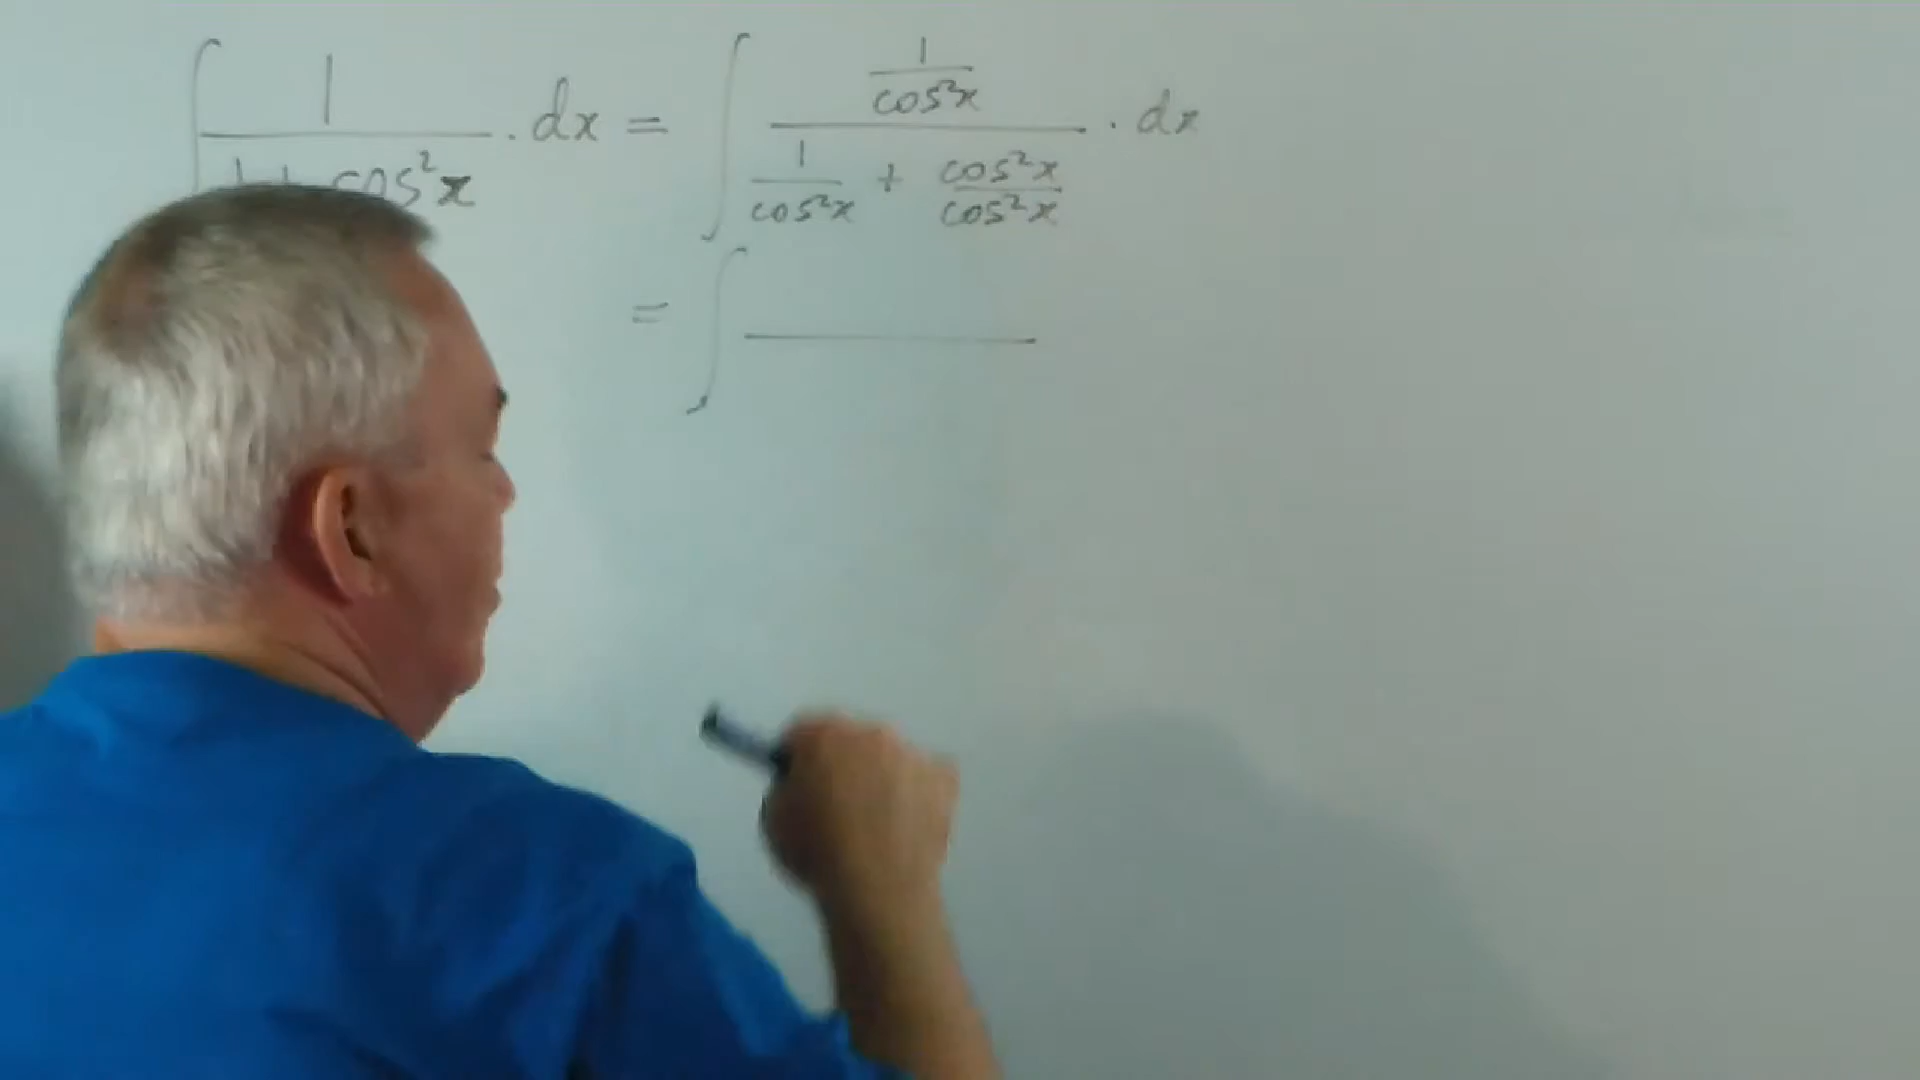 ∫ 1 / (1 + cos²x) . dx = ∫ (1/cos²x) / (1/cos²x + cos²x/cos²x) . dx
= ∫